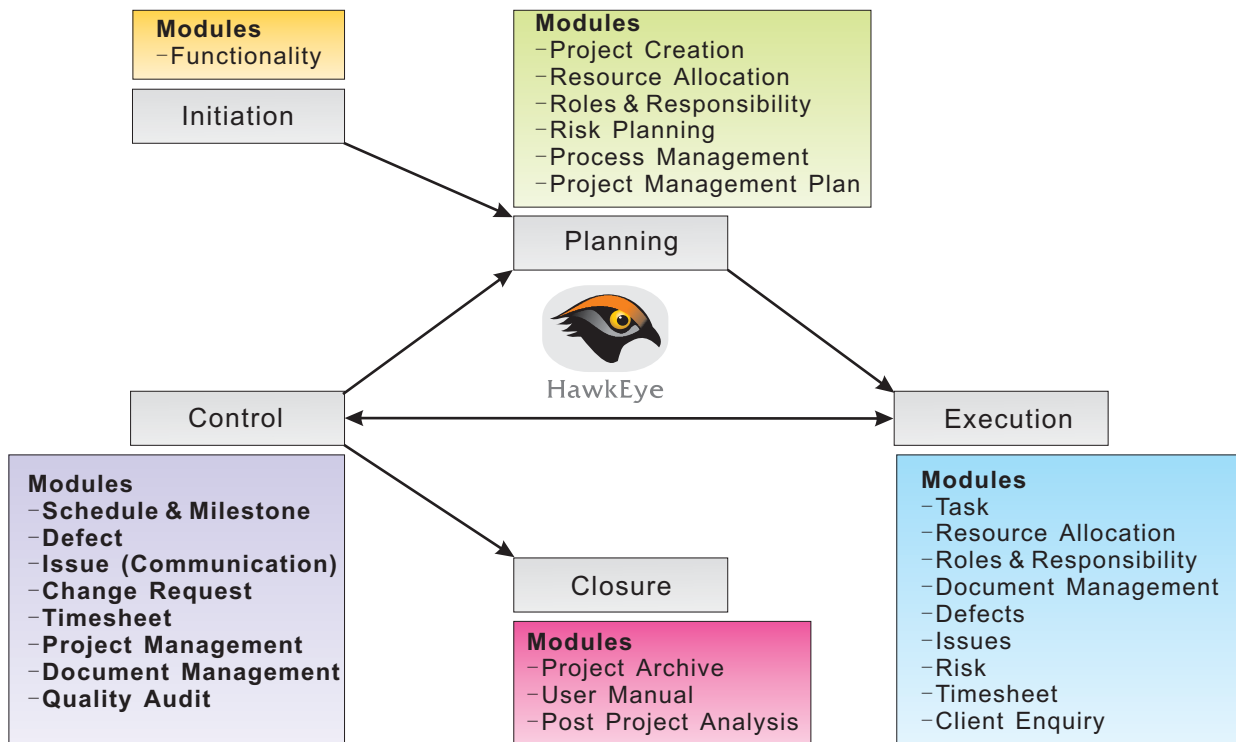 Modules
-Functionality
Initiation
Modules
-Project Creation
-Resource Allocation
-Roles & Responsibility
-Risk Planning
-Process Management
-Project Management Plan
Planning
HawkEye
Control
Modules
-Schedule & Milestone
-Defect
-Issue (Communication)
-Change Request
-Timesheet
-Project Management
-Document Management
-Quality Audit
Execution
Modules
-Task
-Resource Allocation
-Roles & Responsibility
-Document Management
-Defects
-Issues
-Risk
-Timesheet
-Client Enquiry
Closure
Modules
-Project Archive
-User Manual
-Post Project Analysis